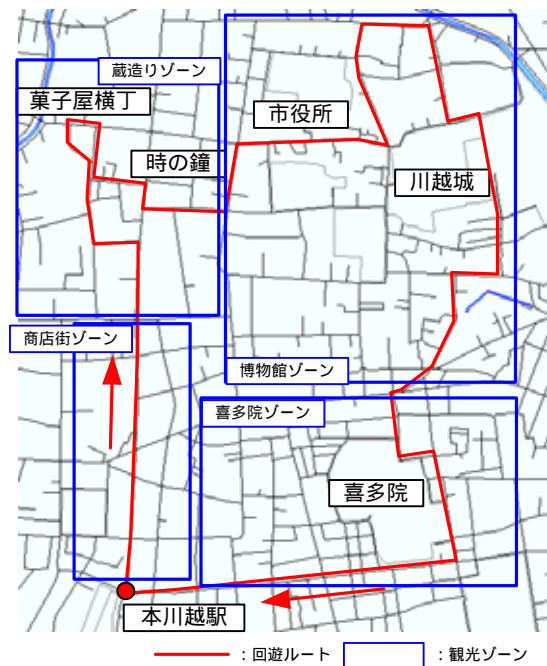 蔵造りゾーン
菓子屋横丁
市役所
時の鐘
川越城
商店街ゾーン
博物館ゾーン
喜多院ゾーン
喜多院
本川越駅
：回遊ルート
：観光ゾーン